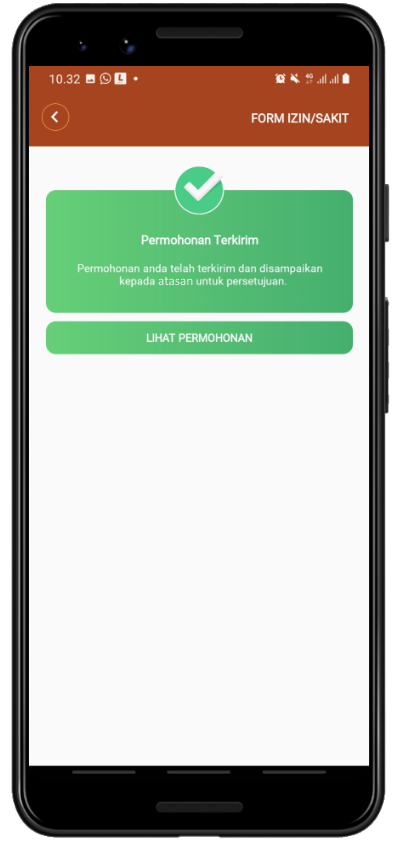 10.32
FORM IZIN/SAKIT
Permohonan Terkirim
Permohonan anda telah terkirim dan disampaikan
kepada atasan untuk persetujuan.
LIHAT PERMOHONAN